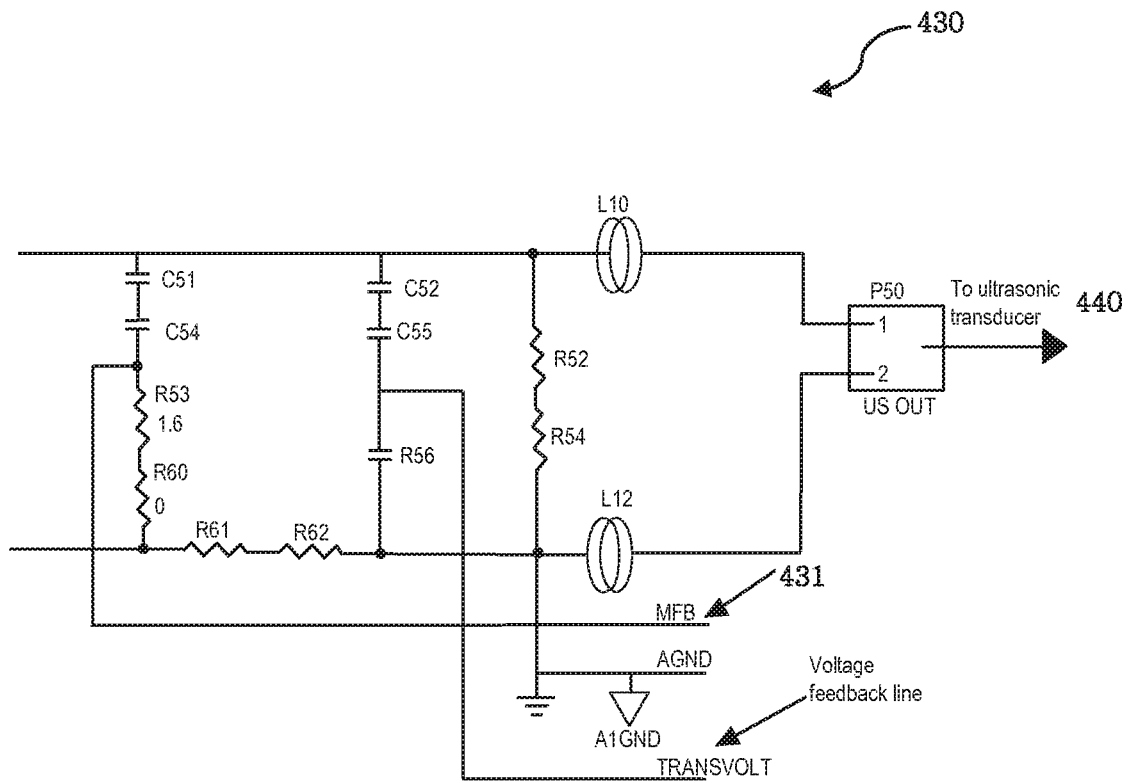 430
L10
C51
C52
P50
To ultrasonic
transducer
440
C54
C55
1
R52
2
R53
1.6
US OUT
R54
R56
R60
0
L12
R61
R62
431
MFB
AGND
Voltage
feedback line
A1GND
TRANSVOLT